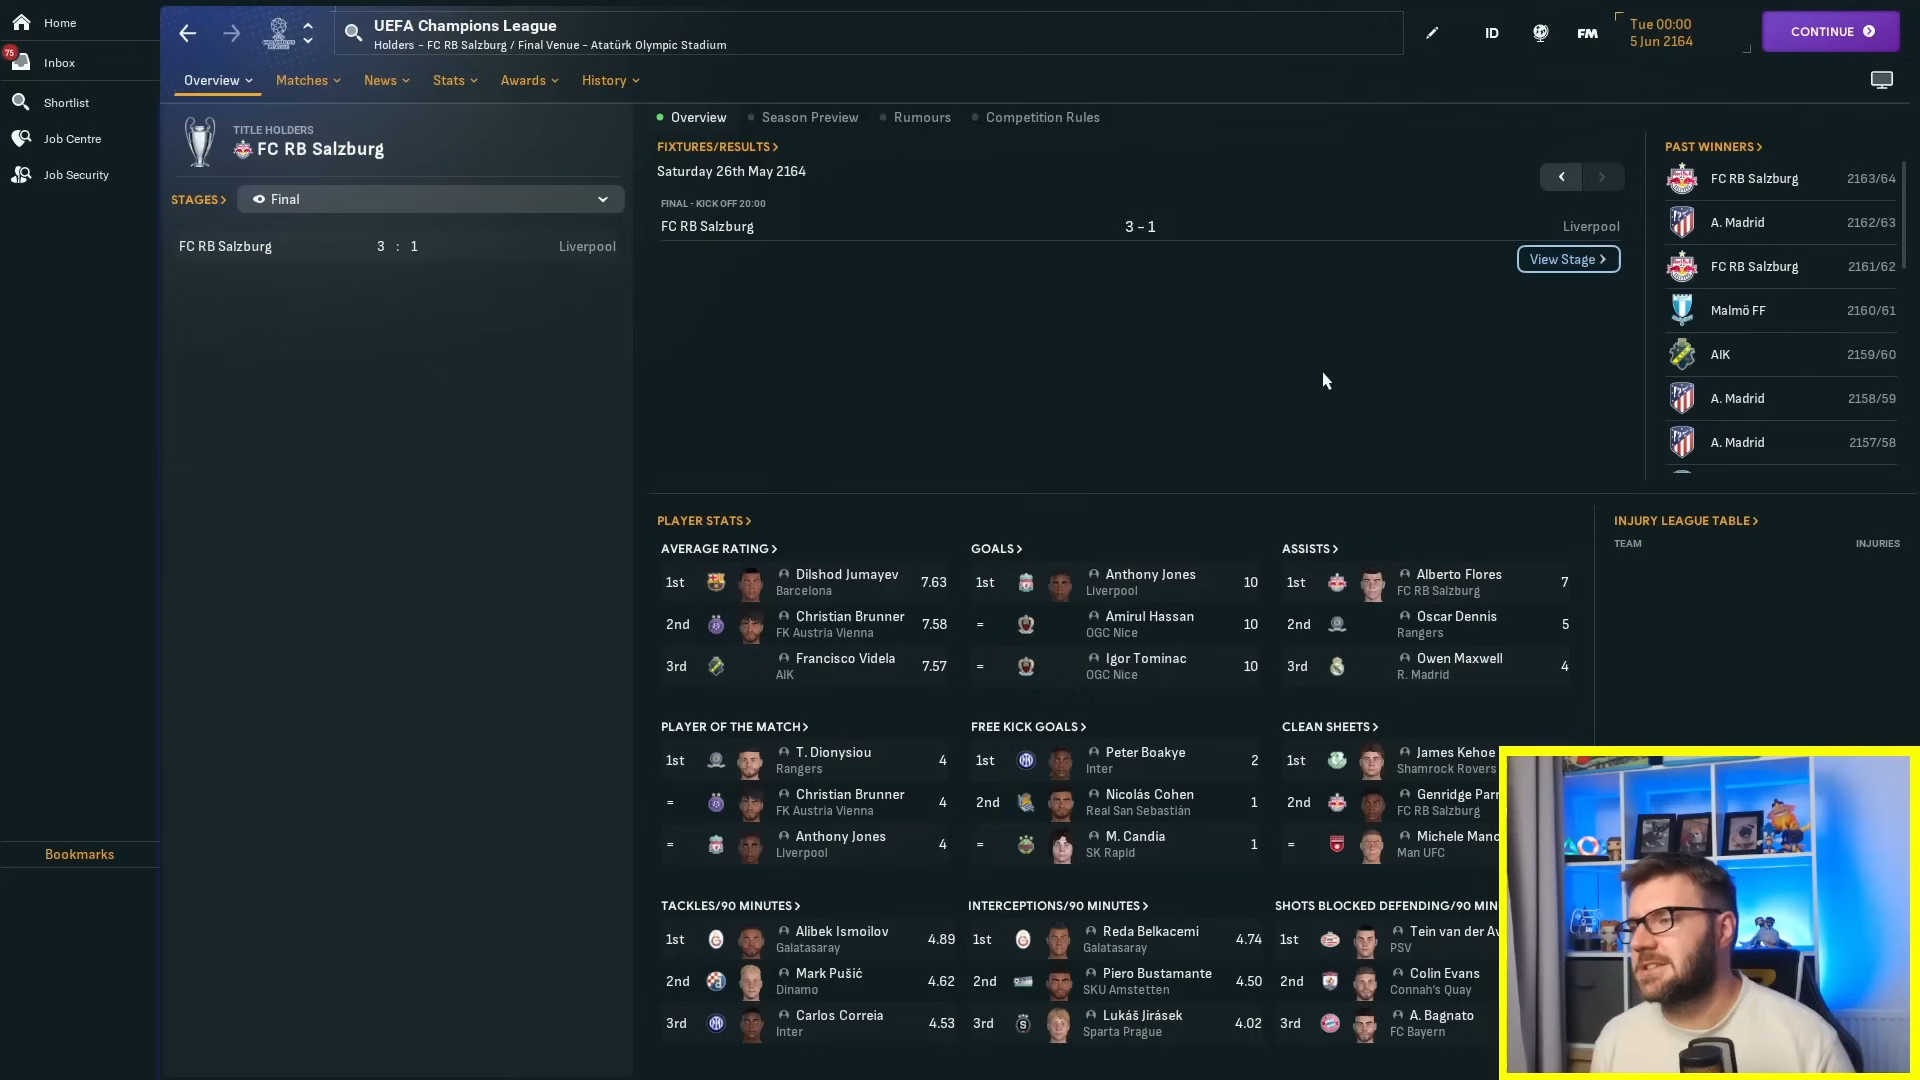 Home
75
Inbox
Shortlist
Job Centre
Job Security
Bookmarks
UEFA Champions League
Holders - FC RB Salzburg / Final Venue - Atatürk Olympic Stadium
ID
FM
Tue 00:00
5 Jun 2164
CONTINUE
Overview
Matches
News
Stats
Awards
History
TITLE HOLDERS
FC RB Salzburg
STAGES
Final
FC RB Salzburg 3 : 1 Liverpool
Overview
Season Preview
Rumours
Competition Rules
FIXTURES/RESULTS
Saturday 26th May 2164
FINAL - KICK OFF 20:00
FC RB Salzburg 3 - 1 Liverpool
View Stage
PAST WINNERS
FC RB Salzburg 2163/64
A. Madrid 2162/63
FC RB Salzburg 2161/62
Malmö FF 2160/61
AIK 2159/60
A. Madrid 2158/59
A. Madrid 2157/58
PLAYER STATS
AVERAGE RATING
1st Dilshod Jumayev 7.63
Barcelona
2nd Christian Brunner 7.58
FK Austria Vienna
3rd Francisco Videla 7.57
AIK
GOALS
1st Anthony Jones 10
Liverpool
= Amirul Hassan 10
OGC Nice
= Igor Tominac 10
OGC Nice
ASSISTS
1st Alberto Flores 7
FC RB Salzburg
2nd Oscar Dennis 5
Rangers
3rd Owen Maxwell 4
R. Madrid
INJURY LEAGUE TABLE
TEAM INJURIES
PLAYER OF THE MATCH
1st T. Dionysiou 4
Rangers
= Christian Brunner 4
FK Austria Vienna
= Anthony Jones 4
Liverpool
FREE KICK GOALS
1st Peter Boakye 2
Inter
2nd Nicolás Cohen 1
Real San Sebastián
= M. Candia 1
SK Rapid
CLEAN SHEETS
1st James Kehoe
Shamrock Rovers
2nd Genridge Parr
FC RB Salzburg
= Michele Manc
Man UFC
TACKLES/90 MINUTES
1st Alibek Ismoilov 4.89
Galatasaray
2nd Mark Pušić 4.62
Dinamo
3rd Carlos Correia 4.53
Inter
INTERCEPTIONS/90 MINUTES
1st Reda Belkacemi 4.74
Galatasaray
2nd Piero Bustamante 4.50
SKU Amstetten
3rd Lukáš Jirásek 4.02
Sparta Prague
SHOTS BLOCKED DEFENDING/90 MIN
1st Tein van der Av
PSV
2nd Colin Evans
Connah's Quay
3rd A. Bagnato
FC Bayern